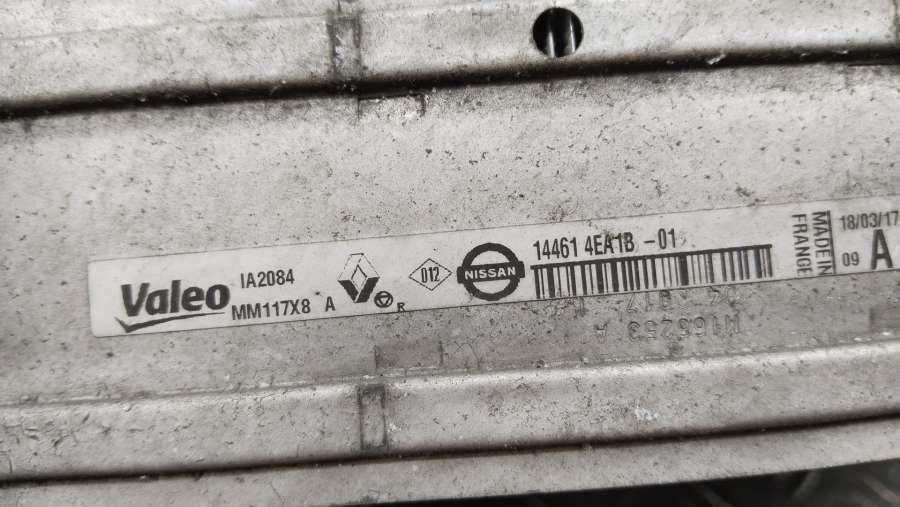 Valeo
IA2084
MM117X8 A
R
012
NISSAN
14461 4EA1B -01
MADE IN
FRANCE
18/03/17
09 A